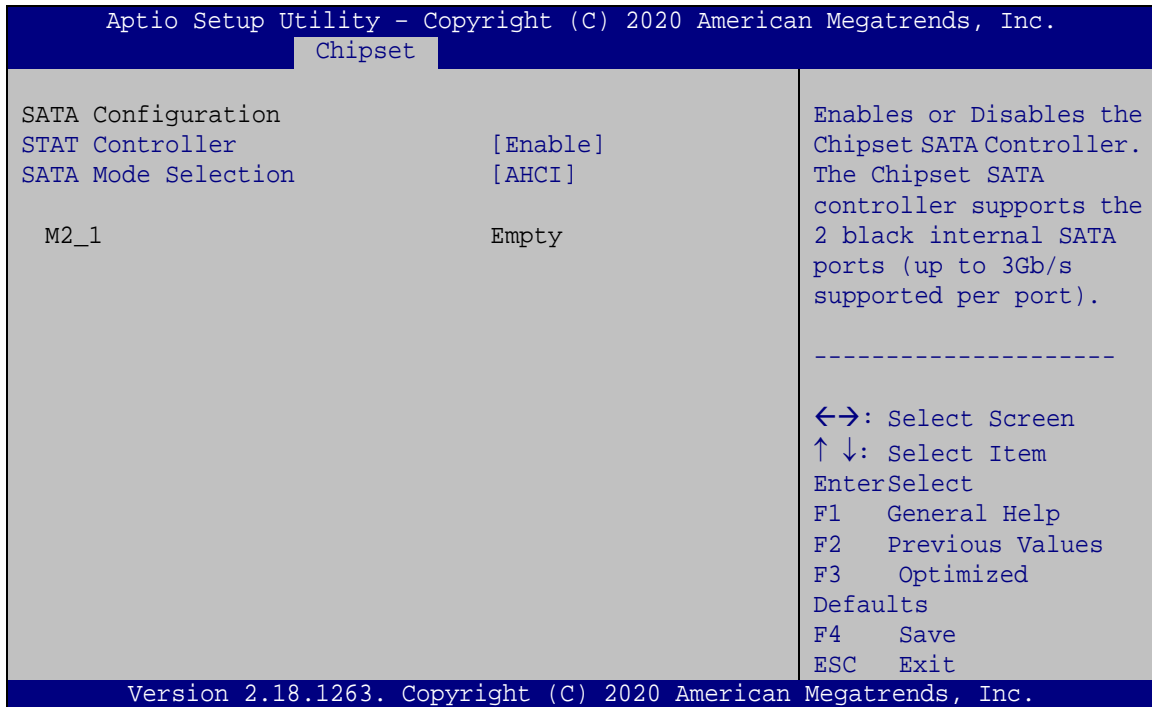 Aptio Setup Utility – Copyright (C) 2020 American Megatrends, Inc.
Chipset
SATA Configuration
STAT Controller [Enable]
SATA Mode Selection [AHCI]
M2_1 Empty
Enables or Disables the
Chipset SATA Controller.
The Chipset SATA
controller supports the
2 black internal SATA
ports (up to 3Gb/s
supported per port).
---------------------
←→: Select Screen
↑ ↓: Select Item
EnterSelect
F1 General Help
F2 Previous Values
F3 Optimized
Defaults
F4 Save
ESC Exit
Version 2.18.1263. Copyright (C) 2020 American Megatrends, Inc.